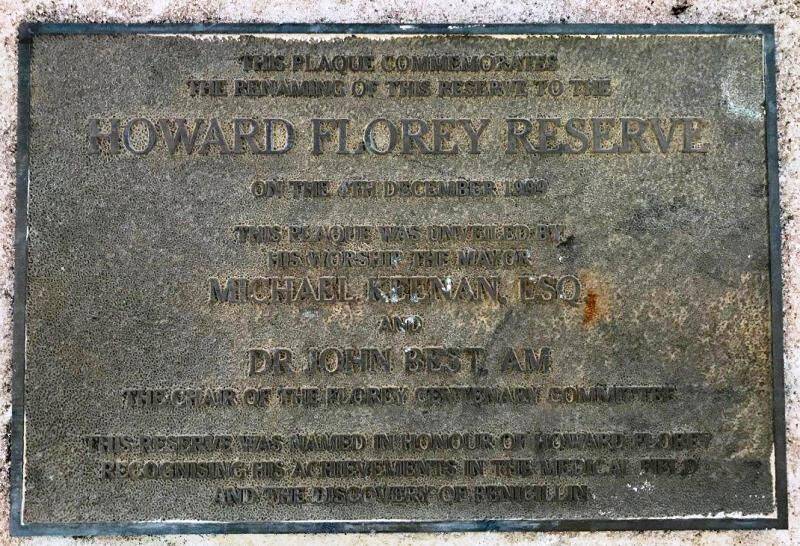 THIS PLAQUE COMMEMORATES
THE RENAMING OF THIS RESERVE TO THE
HOWARD FLOREY RESERVE
ON THE 4TH DECEMBER 1999
THIS PLAQUE WAS UNVEILED BY
HIS WORSHIP THE MAYOR
MICHAEL KEENAN, ESQ
AND
DR JOHN BEST, AM
THE CHAIR OF THE FLOREY CENTENARY COMMITTEE
THIS RESERVE WAS NAMED IN HONOUR OF HOWARD FLOREY
RECOGNISING HIS ACHIEVEMENTS IN THE MEDICAL FIELD
AND THE DISCOVERY OF PENICILLIN